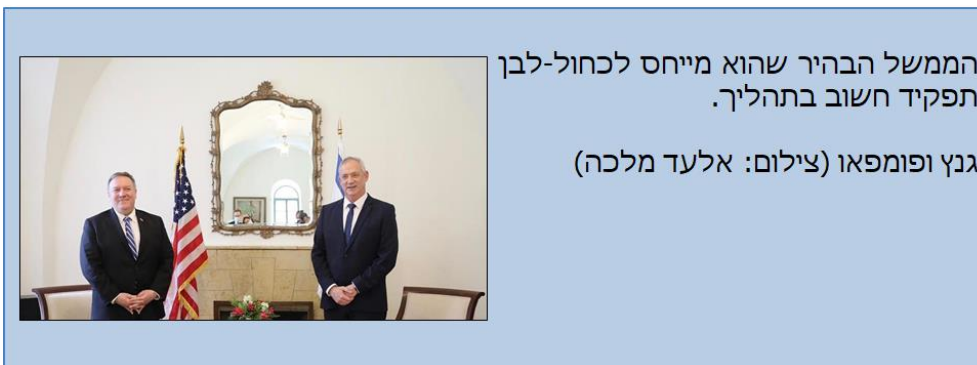 הממשל הבהיר שהוא מייחס לכחול-לבן
תפקיד חשוב בתהליך.
גנץ ופומפאו (צילום: אלעד מלכה)